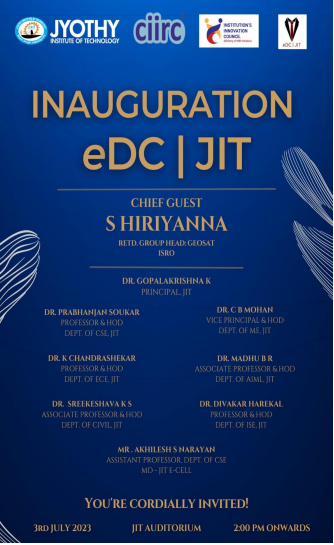 JYOTHY
INSTITUTE OF TECHNOLOGY
ciirc
INSTITUTION'S
INNOVATION
COUNCIL
eDC | JIT
INAUGURATION
eDC | JIT
CHIEF GUEST
S HIRIYANNA
RETD. GROUP HEAD: GEOSAT
ISRO
DR. GOPALAKRISHNA K
PRINCIPAL, JIT
DR. PRABHANJAN SOUKAR
PROFESSOR & HOD
DEPT. OF CSE, JIT
DR. C B MOHAN
VICE PRINCIPAL & HOD
DEPT. OF ME, JIT
DR. K CHANDRASHEKAR
PROFESSOR & HOD
DEPT. OF ECE, JIT
DR. MADHU B R
ASSOCIATE PROFESSOR & HOD
DEPT. OF AIML, JIT
DR. SREEKESHAVA K S
ASSOCIATE PROFESSOR & HOD
DEPT. OF CIVIL, JIT
DR. DIVAKAR HAREKAL
PROFESSOR & HOD
DEPT. OF ISE, JIT
MR . AKHILESH S NARAYAN
ASSISTANT PROFESSOR, DEPT. OF CSE
MD - JIT E-CELL
YOU'RE CORDIALLY INVITED!
3RD JULY 2023
JIT AUDITORIUM
2:00 PM ONWARDS